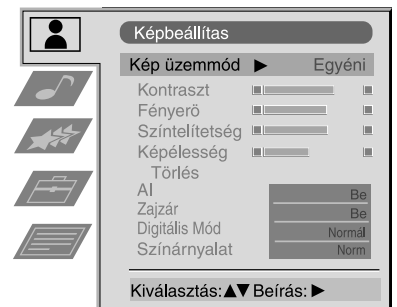 Képbeállítas
Kép üzemmód ▶ Egyéni
Kontraszt
Fényerö
Színtelítetség
Képélesség
Törlés
AI Be
Zajzár Be
Digitális Mód Normál
Színárnyalat Norm
Kiválasztás:▲▼ Beírás: ▶